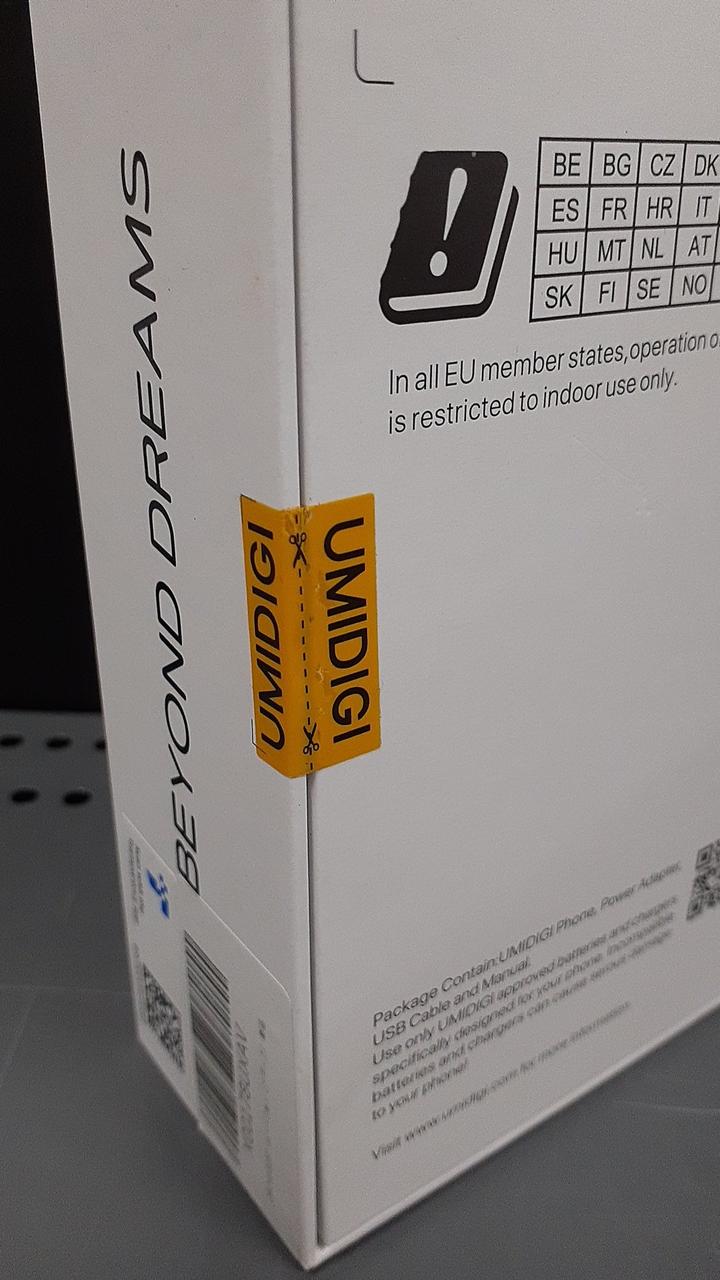 BEYOND DREAMS
UMIDIGI
UMIDIGI
BE BG CZ DK
ES FR HR IT
HU MT NL AT
SK FI SE NO
In all EU member states,operation
is restricted to indoor use only.
Package Contain:UMIDIGI Phone, Power Adapter,
USB Cable and Manual.
Use only UMIDIGI approved batteries and chargers
specifically designed for your phone. Incompatible
batteries and chargers can cause serious damage
to your phone!
Visit www.umidigi.com for more information